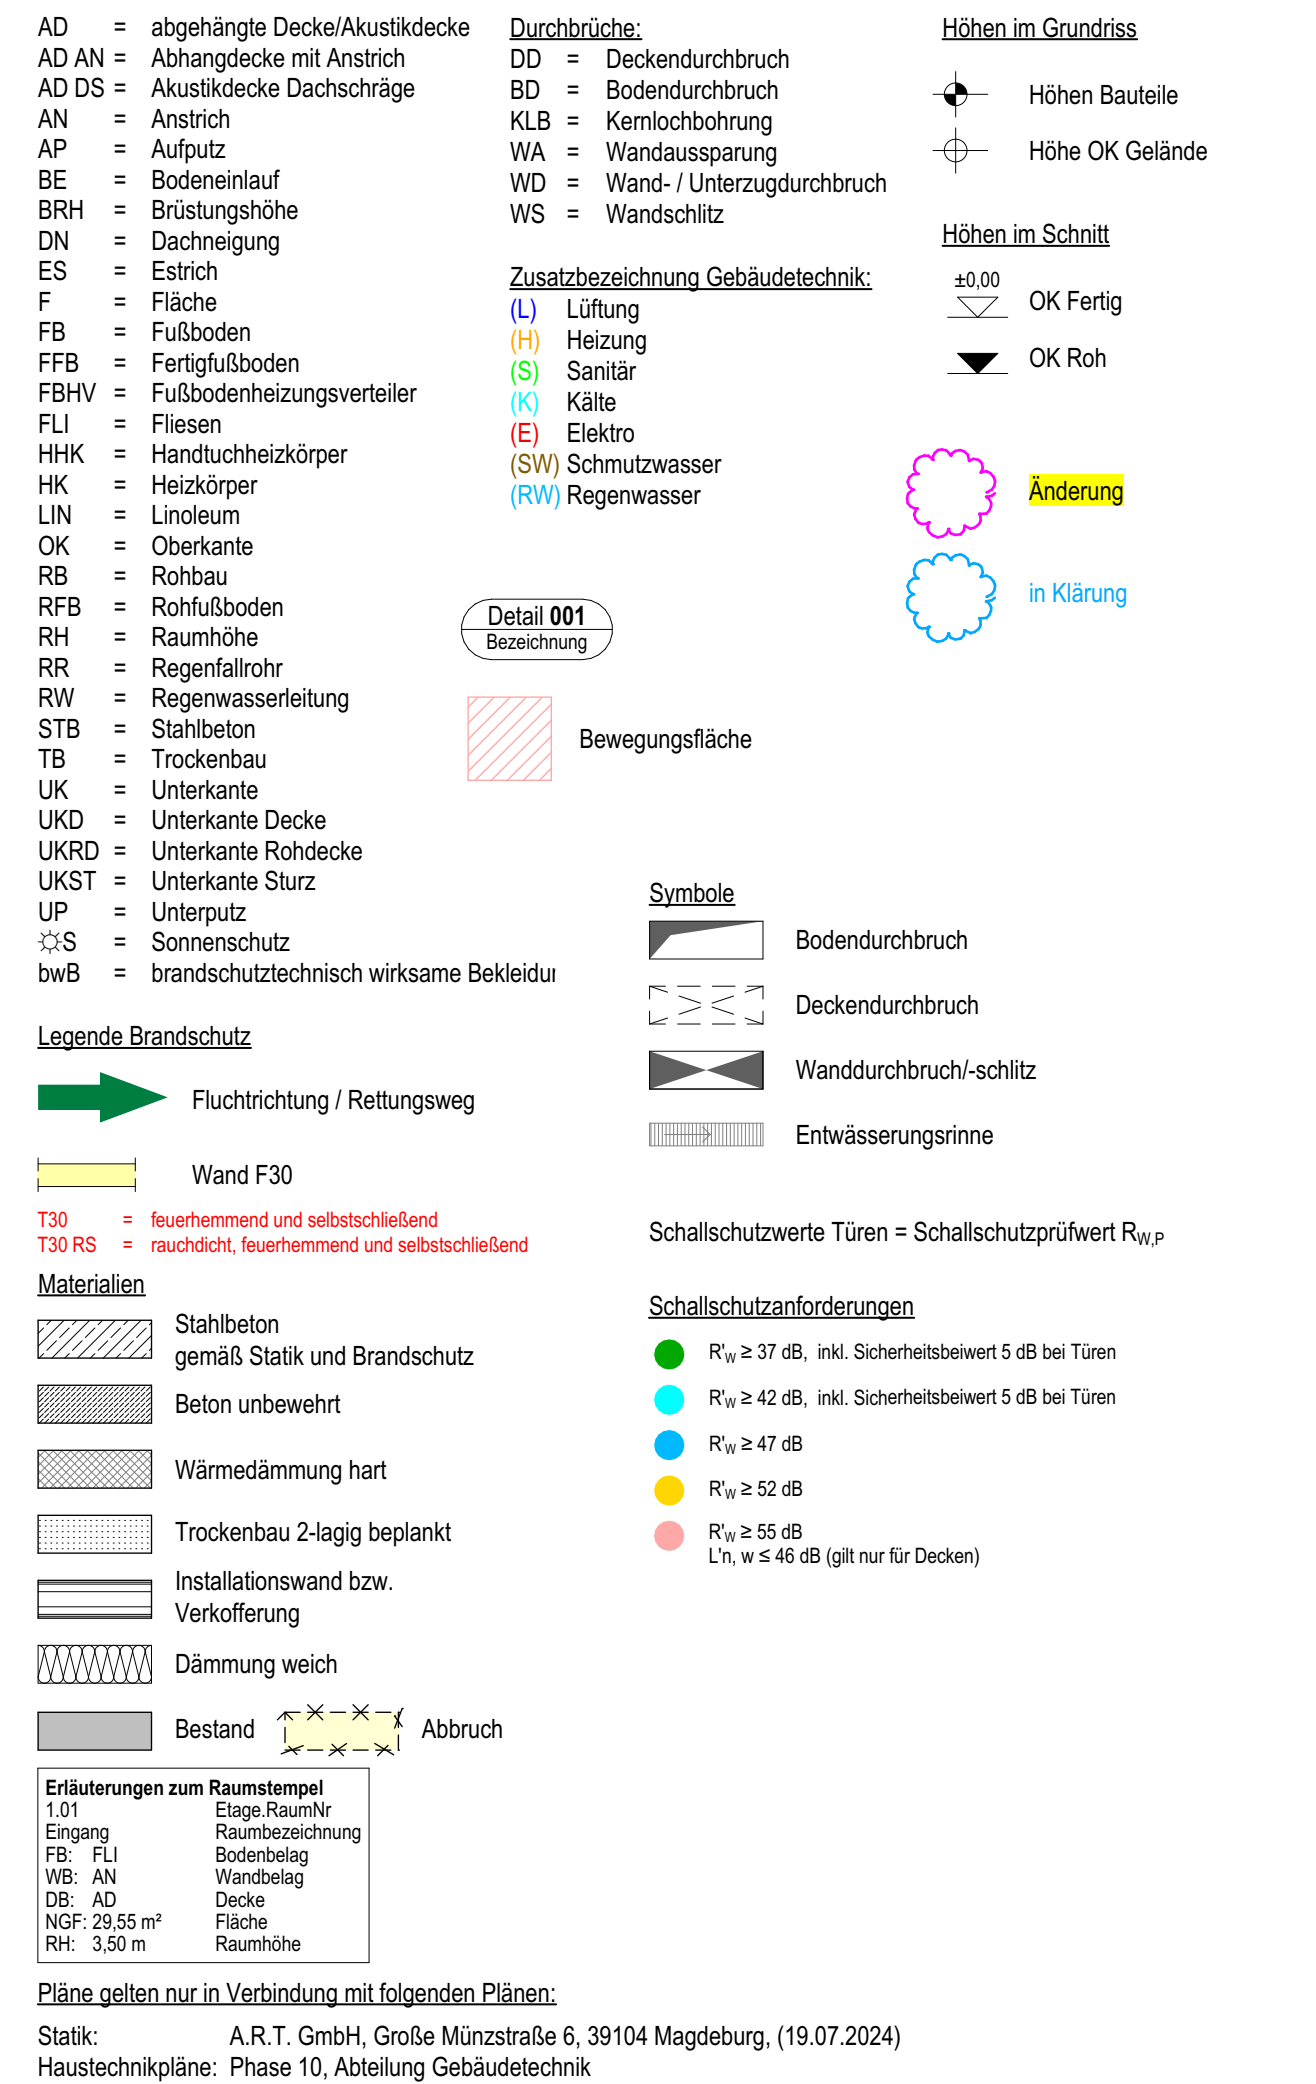 AD = abgehängte Decke/Akustikdecke
AD AN = Abhangdecke mit Anstrich
AD DS = Akustikdecke Dachschräge
AN = Anstrich
AP = Aufputz
BE = Bodeneinlauf
BRH = Brüstungshöhe
DN = Dachneigung
ES = Estrich
F = Fläche
FB = Fußboden
FFB = Fertigfußboden
FBHV = Fußbodenheizungsverteiler
FLI = Fliesen
HHK = Handtuchheizkörper
HK = Heizkörper
LIN = Linoleum
OK = Oberkante
RB = Rohbau
RFB = Rohfußboden
RH = Raumhöhe
RR = Regenfallrohr
RW = Regenwasserleitung
STB = Stahlbeton
TB = Trockenbau
UK = Unterkante
UKD = Unterkante Decke
UKRD = Unterkante Rohdecke
UKST = Unterkante Sturz
UP = Unterputz
☼S = Sonnenschutz
bwB = brandschutztechnisch wirksame
Durchbrüche:
DD = Deckendurchbruch
BD = Bodendurchbruch
KLB = Kernlochbohrung
WA = Wandaussparung
WD = Wand- / Unterzugdurchbruch
WS = Wandschlitz
Zusatzbezeichnung Gebäudetechnik:
(L) Lüftung
(H) Heizung
(S) Sanitär
(K) Kälte
(E) Elektro
(SW) Schmutzwasser
(RW) Regenwasser
Detail 001
Bezeichnung
Bewegungsfläche
Höhen im Grundriss
Höhen Bauteile
Höhe OK Gelände
Höhen im Schnitt
±0,00
OK Fertig
OK Roh
Änderung
in Klärung
Symbole
Bodendurchbruch
Deckendurchbruch
Wanddurchbruch/-schlitz
Entwässerungsrinne
Legende Brandschutz
Fluchtrichtung / Rettungsweg
Wand F30
T30 = feuerhemmend und selbstschließend
T30 RS = rauchdicht, feuerhemmend und selbstschließend
Schallschutzwerte Türen = Schallschutzprüfwert RW,P
Schallschutzanforderungen
R'W ≥ 37 dB, inkl. Sicherheitsbeiwert 5 dB bei Türen
R'W ≥ 42 dB, inkl. Sicherheitsbeiwert 5 dB bei Türen
R'W ≥ 47 dB
R'W ≥ 52 dB
R'W ≥ 55 dB
L'n, w ≤ 46 dB (gilt nur für Decken)
Materialien
Stahlbeton
gemäß Statik und Brandschutz
Beton unbewehrt
Wärmedämmung hart
Trockenbau 2-lagig beplankt
Installationswand bzw.
Verkofferung
Dämmung weich
Bestand
Abbruch
Erläuterungen zum Raumstempel
1.01 Etage.RaumNr
Eingang Raumbezeichnung
FB: FLI Bodenbelag
WB: AN Wandbelag
DB: AD Decke
NGF: 29,55 m² Fläche
RH: 3,50 m Raumhöhe
Pläne gelten nur in Verbindung mit folgenden Plänen:
Statik: A.R.T. GmbH, Große Münzstraße 6, 39104 Magdeburg, (19.07.2024)
Haustechnikpläne: Phase 10, Abteilung Gebäudetechnik